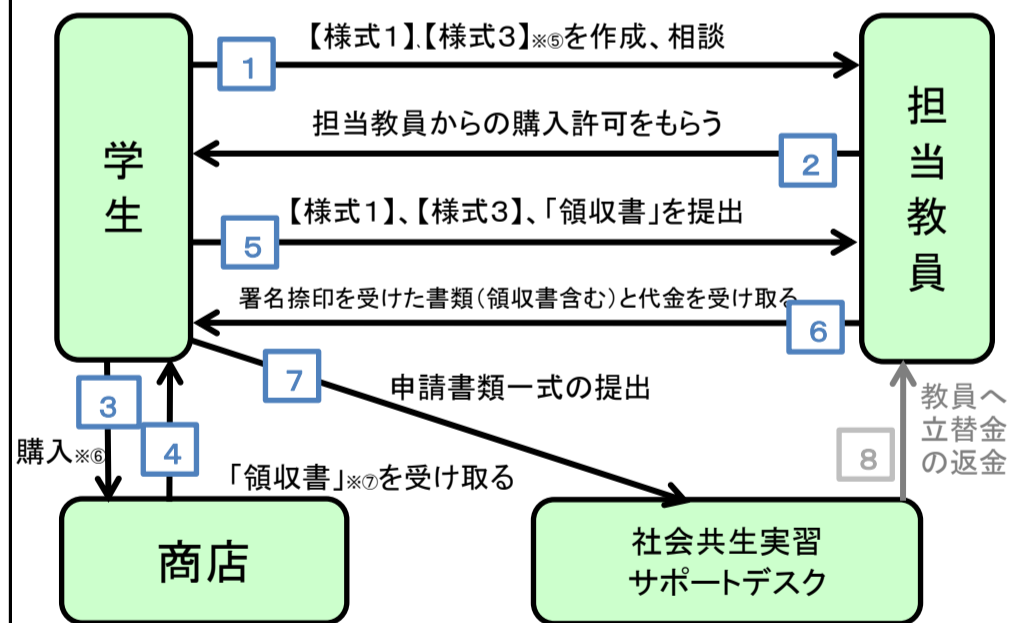 【様式1】.【様式3】※⑤を作成、相談
1
担当教員からの購入許可をもらう
2
学生
担当教員
【様式1】、【様式3】、「領収書」を提出
5
署名捺印を受けた書類(領収書含む)と代金を受け取る
6
7
申請書類一式の提出
3
4
購入※⑥
「領収書」※⑦を受け取る
8
教員へ
立替金
の返金
商店
社会共生実習
サポートデスク